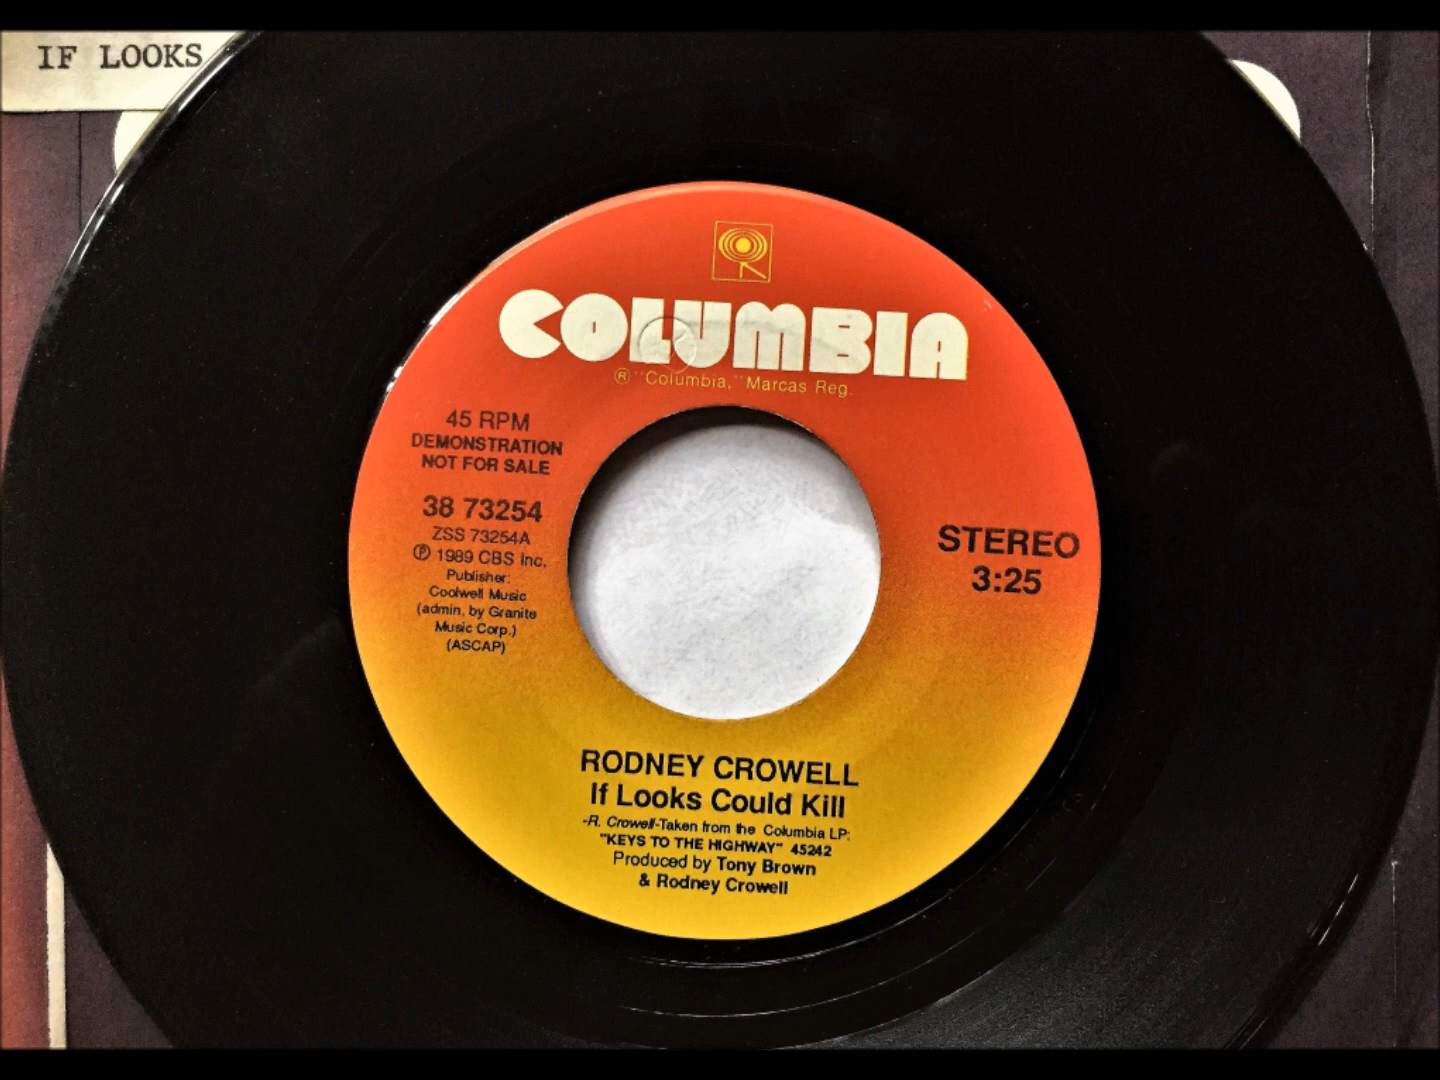 IF LOOKS
COLUMBIA
® "Columbia," Marcas Reg.
45 RPM
DEMONSTRATION
NOT FOR SALE
38 73254
ZSS 73254A
℗ 1989 CBS Inc.
Publisher:
Coolwell Music
(admin. by Granite
Music Corp.)
(ASCAP)
STEREO
3:25
RODNEY CROWELL
If Looks Could Kill
-R. Crowell-Taken from the Columbia LP:
"KEYS TO THE HIGHWAY" 45242
Produced by Tony Brown
& Rodney Crowell